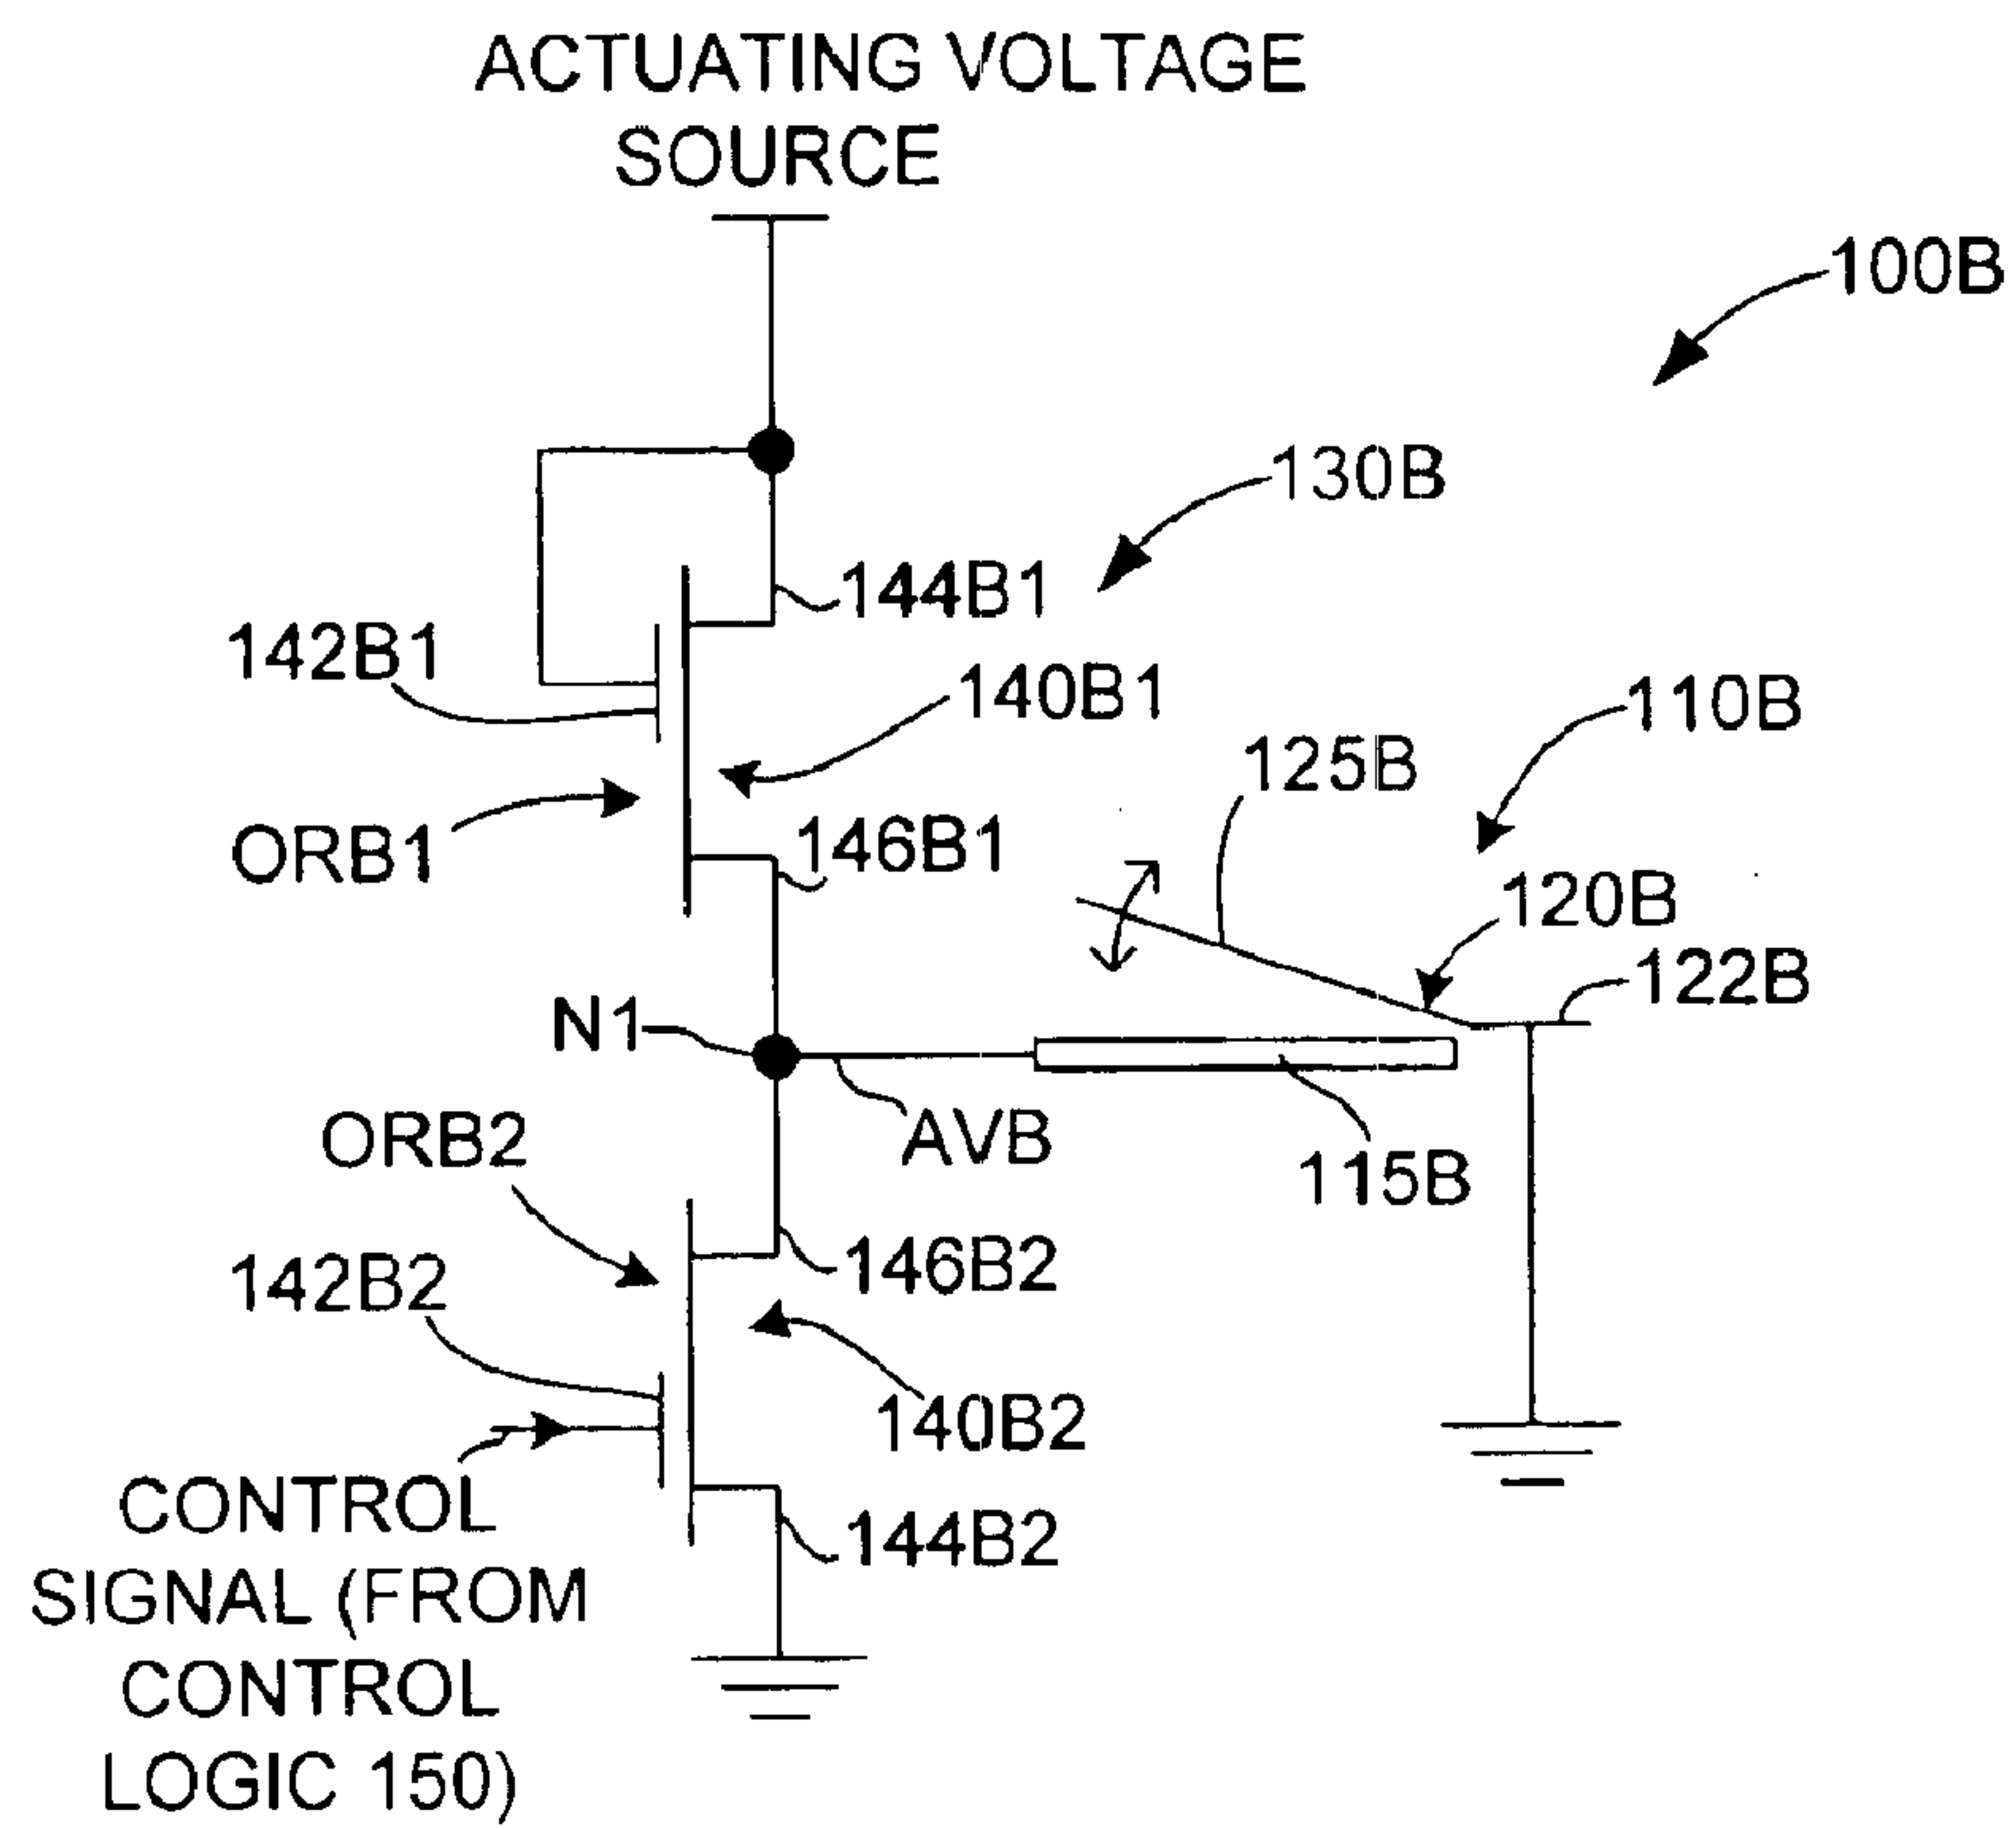 ACTUATING VOLTAGE
SOURCE
100B
130B
144B1
142B1
140B1
110B
125B
ORB1
146B1
120B
122B
N1
AVB
ORB2
115B
146B2
142B2
140B2
CONTROL
SIGNAL (FROM
CONTROL
LOGIC 150)
144B2